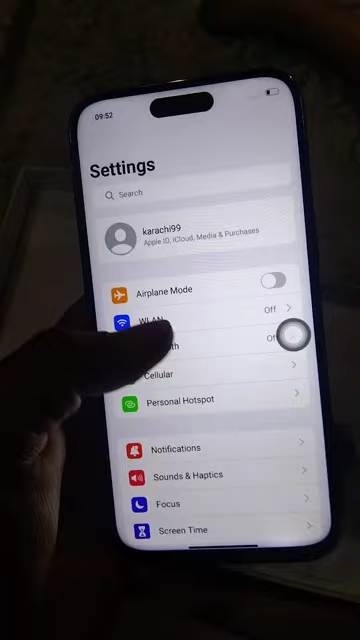 09:52
Settings
Search
karachi99
Apple ID, iCloud, Media & Purchases
Airplane Mode
WLAN
Off
th
Cellular
Personal Hotspot
Notifications
Sounds & Haptics
Focus
Screen Time